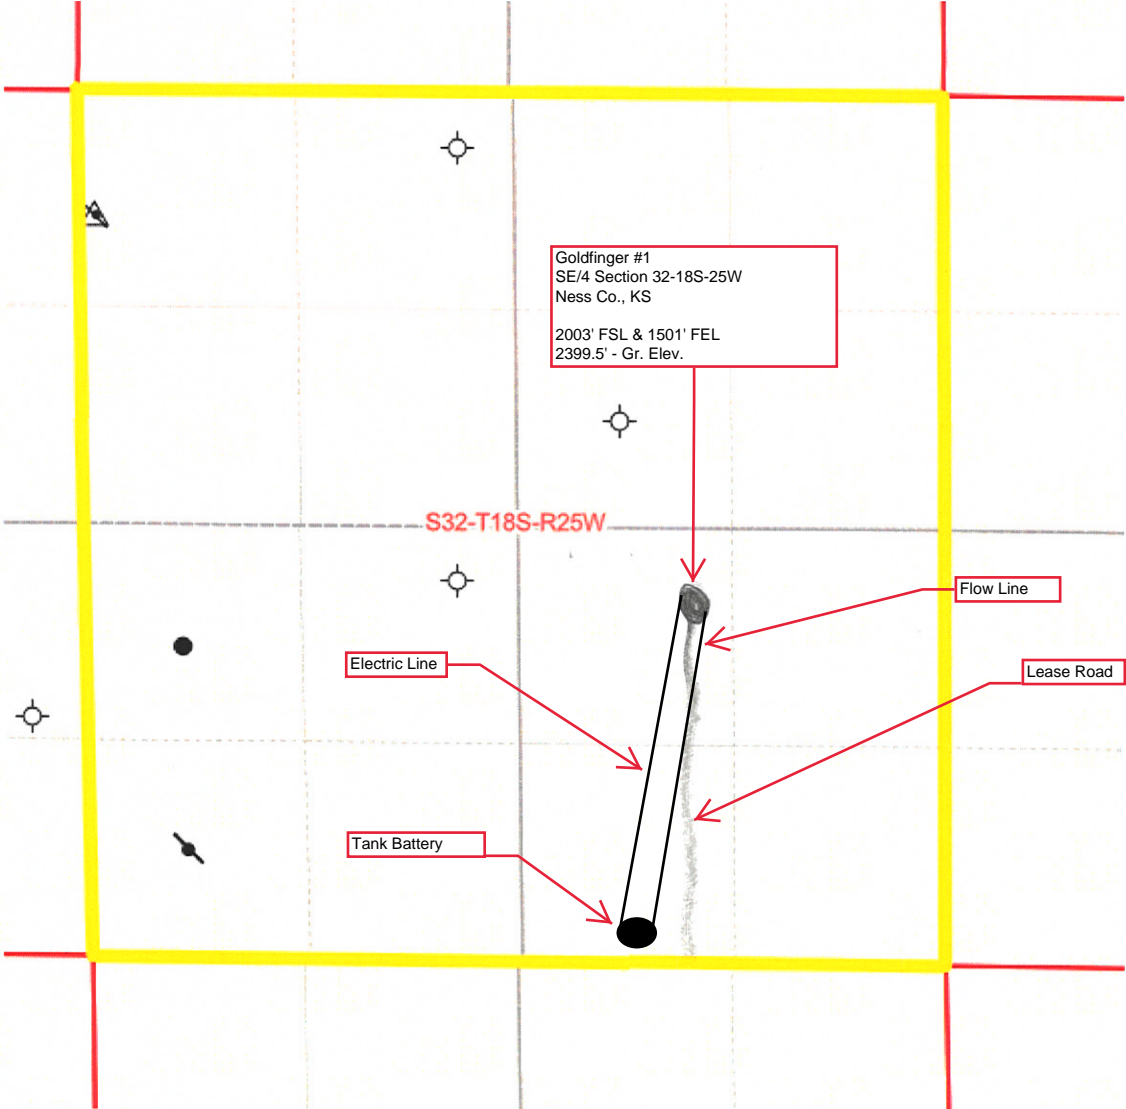 Goldfinger #1
SE/4 Section 32-18S-25W
Ness Co., KS
2003' FSL & 1501' FEL
2399.5' - Gr. Elev.
S32-T18S-R25W
Flow Line
Electric Line
Lease Road
Tank Battery